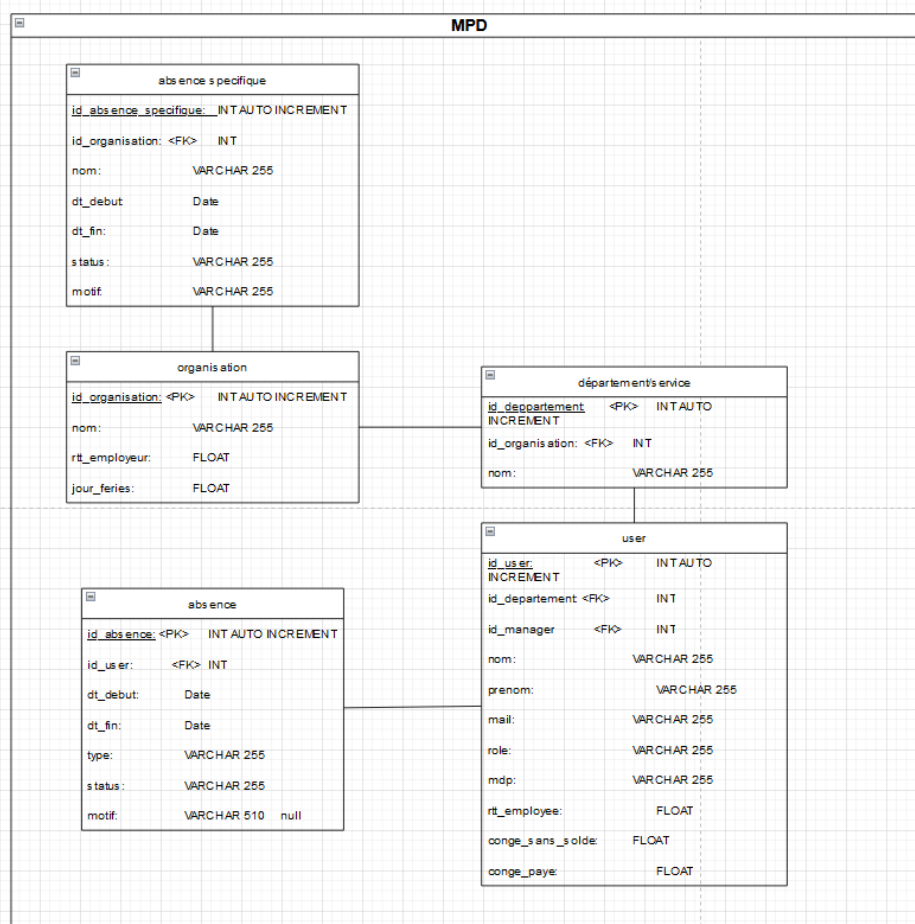 MPD
absence specifique
id_absence_specifique: INT AUTO INCREMENT
id_organisation: <FK> INT
nom: VARCHAR 255
dt_debut Date
dt_fin: Date
status: VARCHAR 255
motif: VARCHAR 255
organisation
id_organisation: <PK> INT AUTO INCREMENT
nom: VARCHAR 255
rtt_employeur: FLOAT
jour_feries: FLOAT
département/service
id_deppartement: <PK> INT AUTO
INCREMENT
id_organisation: <FK> INT
nom: VARCHAR 255
user
id_user: <PK> INT AUTO
INCREMENT
id_departement: <FK> INT
id_manager <FK> INT
nom: VARCHAR 255
prenom: VARCHAR 255
mail: VARCHAR 255
role: VARCHAR 255
mdp: VARCHAR 255
rtt_employee: FLOAT
conge_sans_solde: FLOAT
conge_paye: FLOAT
absence
id_absence: <PK> INT AUTO INCREMENT
id_user: <FK> INT
dt_debut: Date
dt_fin: Date
type: VARCHAR 255
status: VARCHAR 255
motif: VARCHAR 510 null